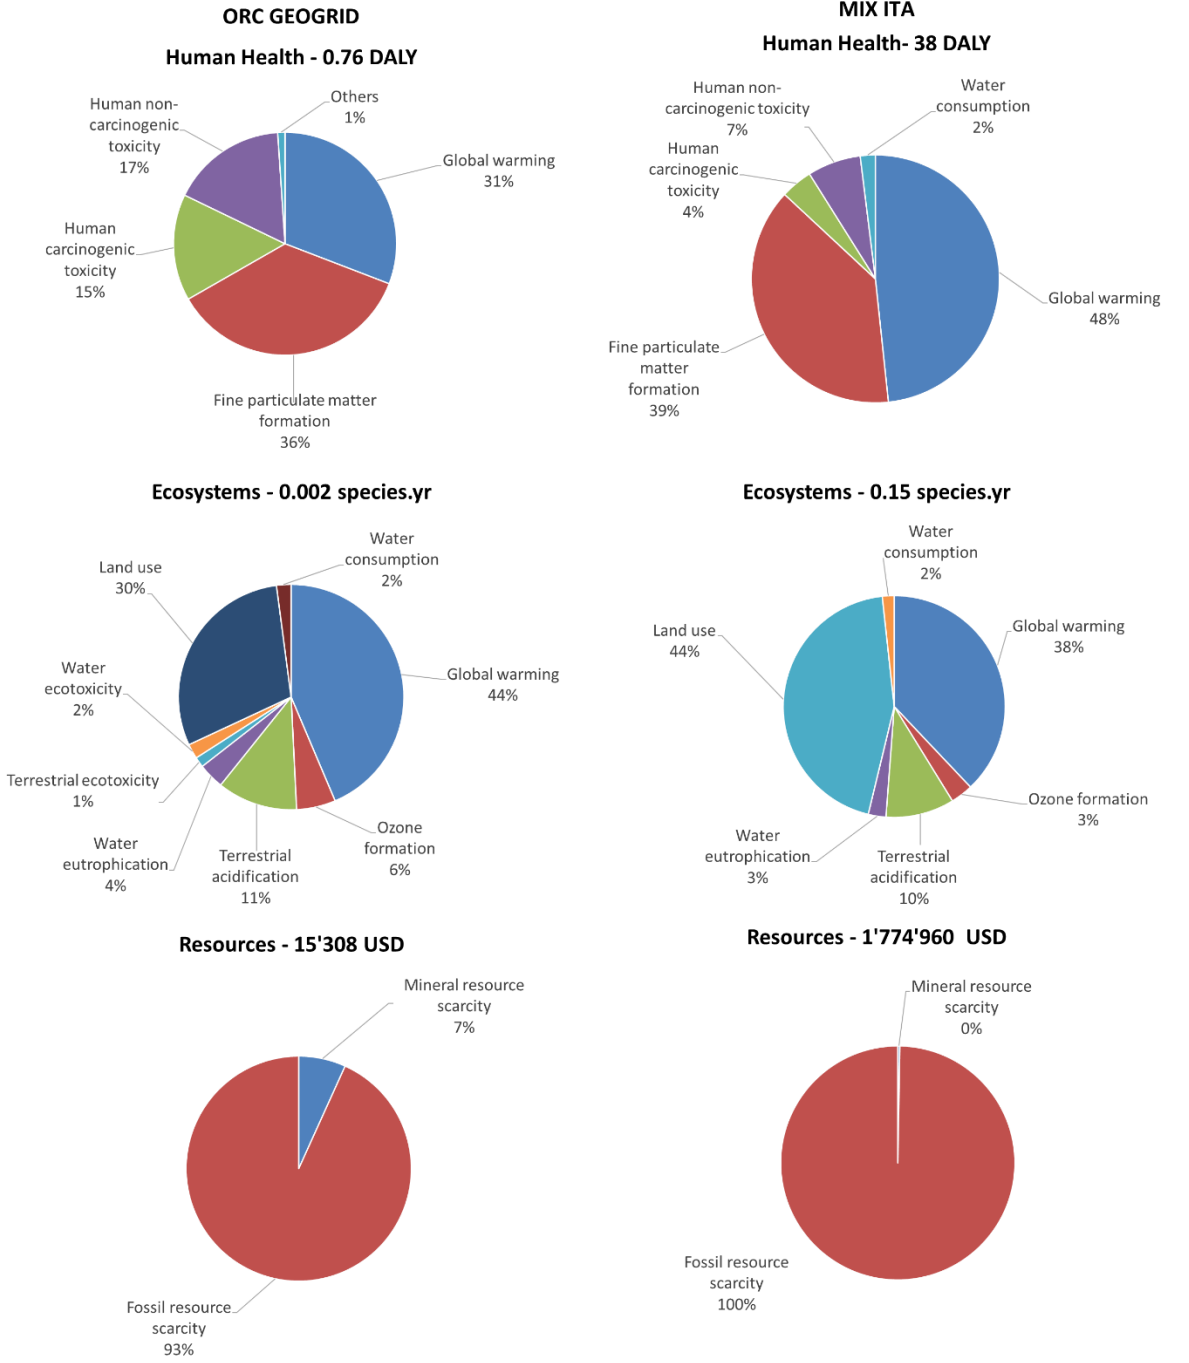 ORC GEOGRID
Human Health - 0.76 DALY
Others
1%
Human non-
carcinogenic
toxicity
17%
Global warming
31%
Human
carcinogenic
toxicity
15%
Fine particulate matter
formation
36%
MIX ITA
Human Health- 38 DALY
Human non-
carcinogenic toxicity
7%
Water
consumption
2%
Human
carcinogenic
toxicity
4%
Global warming
48%
Fine particulate
matter
formation
39%
Ecosystems - 0.002 species.yr
Water
consumption
2%
Land use
30%
Water
ecotoxicity
2%
Global warming
44%
Terrestrial ecotoxicity
1%
Water
eutrophication
4%
Terrestrial
acidification
11%
Ozone
formation
6%
Ecosystems - 0.15 species.yr
Water
consumption
2%
Land use
44%
Global warming
38%
Ozone formation
3%
Water
eutrophication
3%
Terrestrial
acidification
10%
Resources - 15'308 USD
Mineral resource
scarcity
7%
Fossil resource
scarcity
93%
Resources - 1'774'960  USD
Mineral resource
scarcity
0%
Fossil resource
scarcity
100%